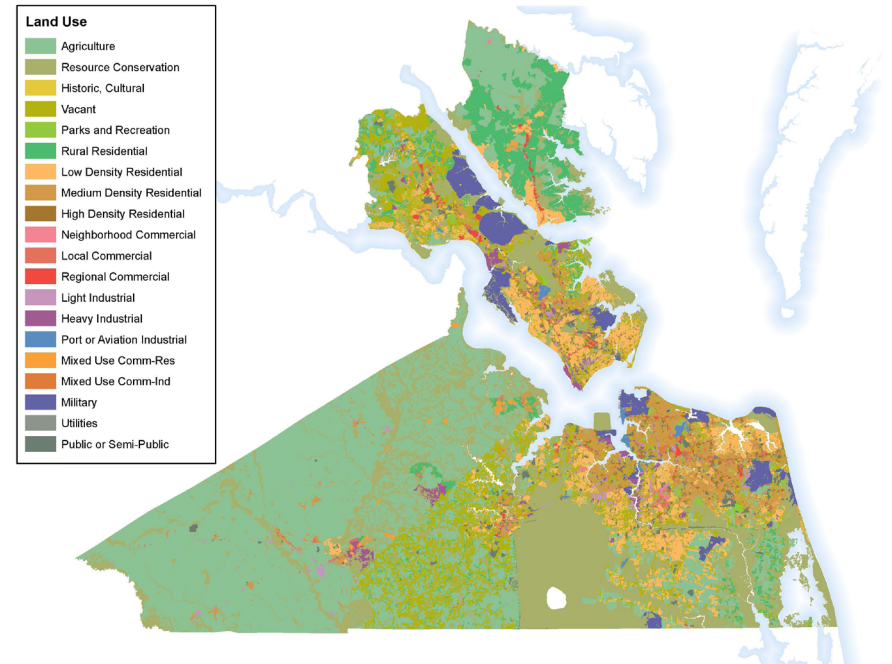 Land Use
Agriculture
Resource Conservation
Historic, Cultural
Vacant
Parks and Recreation
Rural Residential
Low Density Residential
Medium Density Residential
High Density Residential
Neighborhood Commercial
Local Commercial
Regional Commercial
Light Industrial
Heavy Industrial
Port or Aviation Industrial
Mixed Use Comm-Res
Mixed Use Comm-Ind
Military
Utilities
Public or Semi-Public